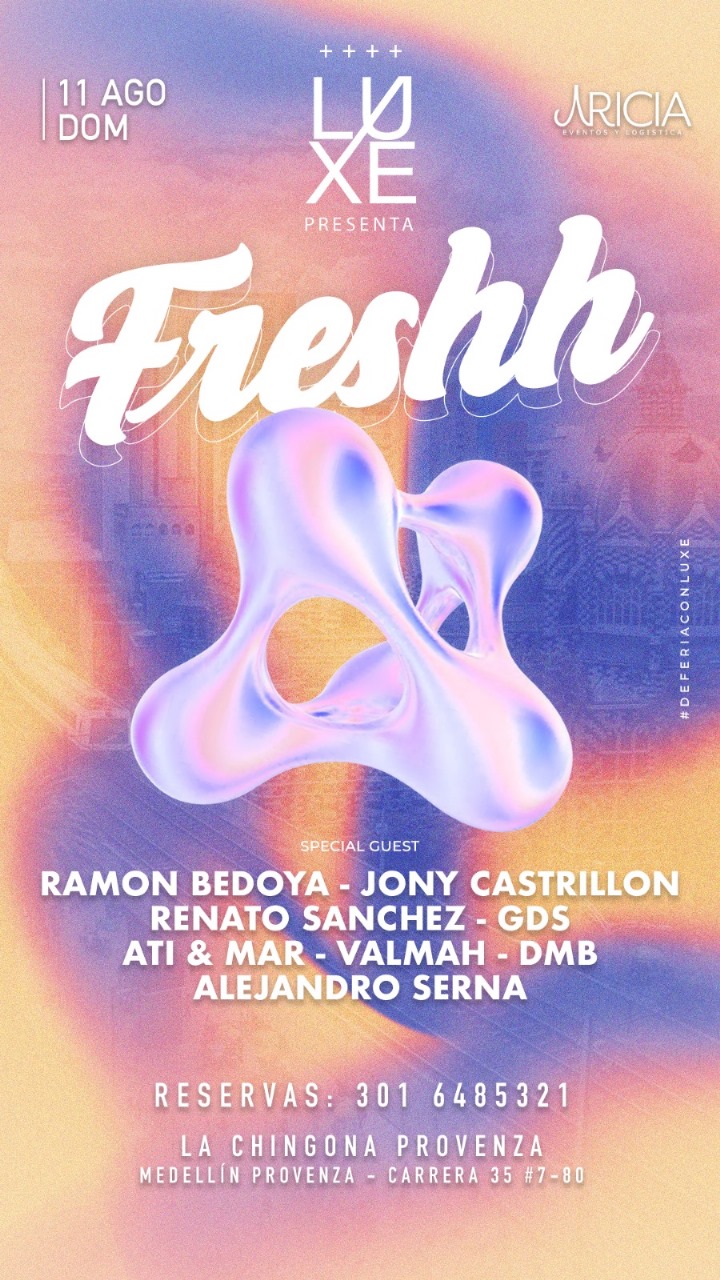 ++++
11 AGO
DOM
LUXE
PRESENTA
ARICIA
EVENTOS Y LOGÍSTICA
Freshh
#DEFERIACONLUXE
SPECIAL GUEST
RAMON BEDOYA - JONY CASTRILLON
RENATO SANCHEZ - GDS
ATI & MAR - VALMAH - DMB
ALEJANDRO SERNA
RESERVAS: 301 6485321
LA CHINGONA PROVENZA
MEDELLÍN PROVENZA - CARRERA 35 #7-80